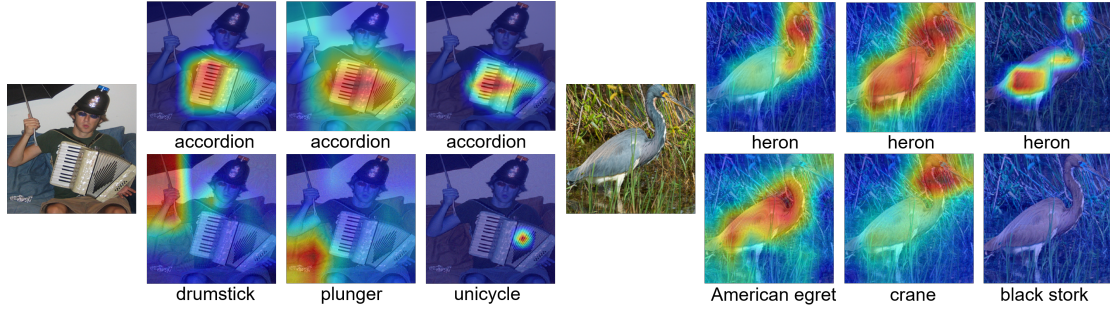 accordion accordion accordion heron heron heron
drumstick plunger unicycle American egret crane black stork